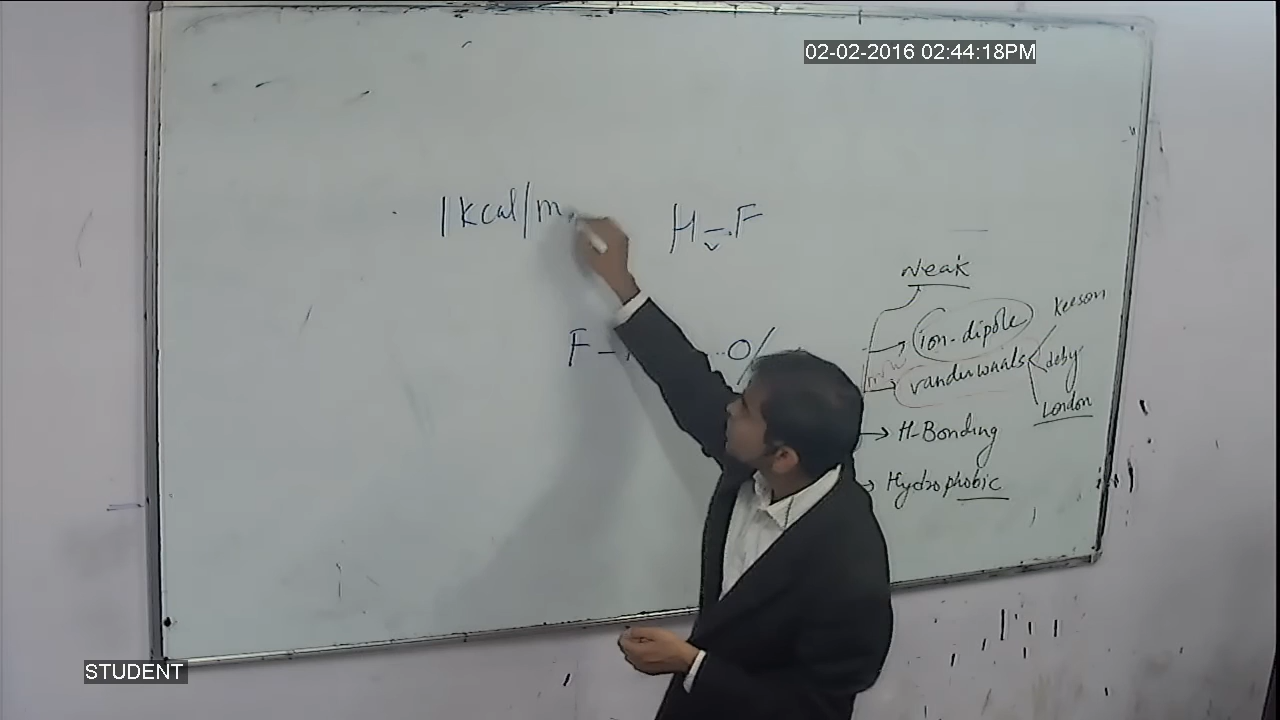 02-02-2016 02:44:18PM
1 kcal/m
H - F
F -
O
Weak
ion-dipole
vanderwaals
Keeson
deby
London
H-Bonding
Hydrophobic
STUDENT